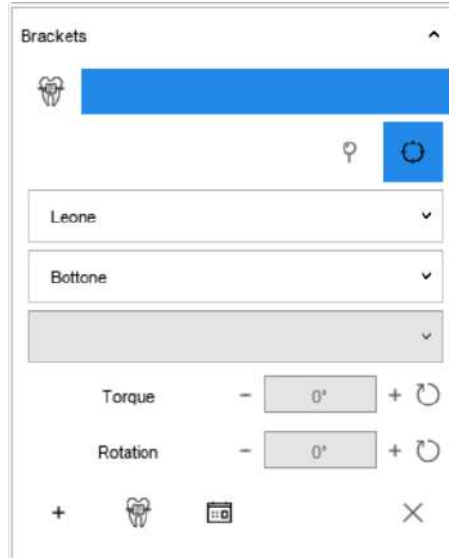 Brackets
Leone
Bottone
Torque - 0° +
Rotation - 0° +
+